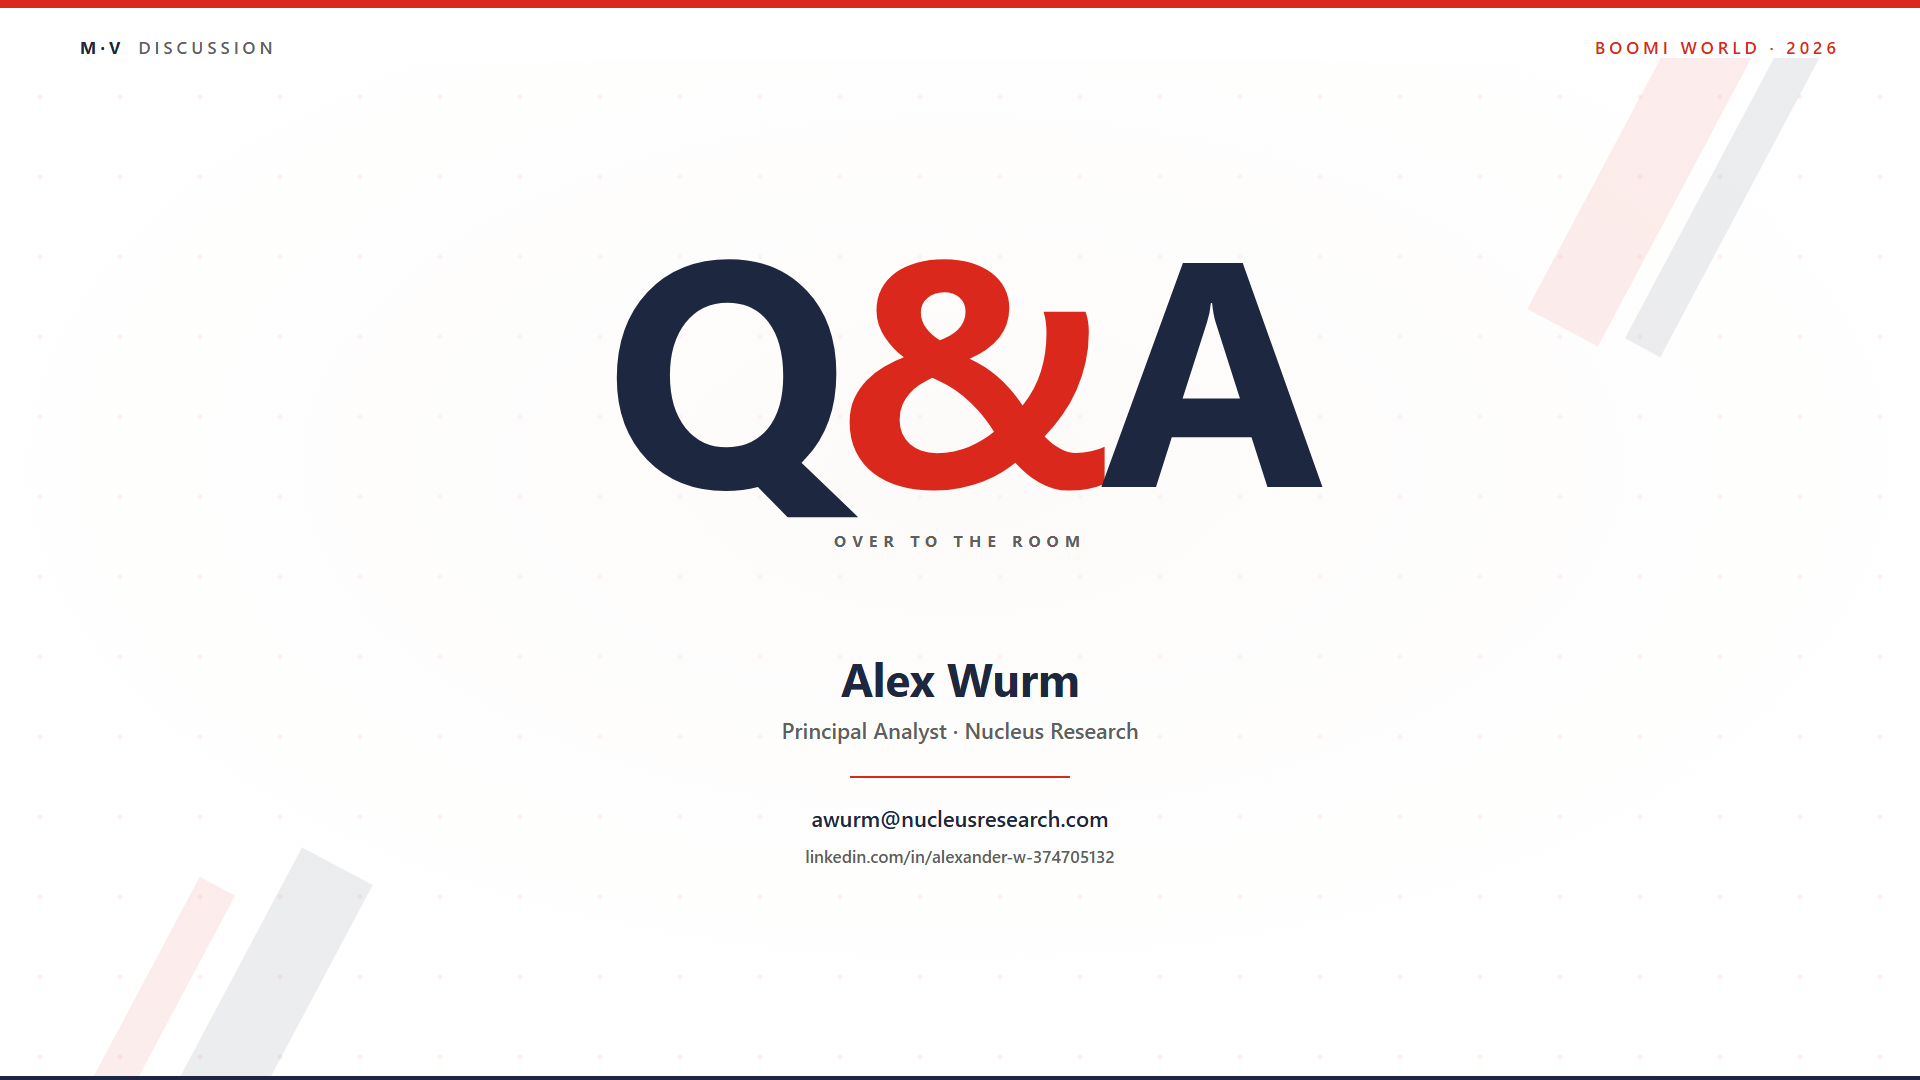 M·V DISCUSSION
BOOMI WORLD · 2026
Q&A
OVER TO THE ROOM
Alex Wurm
Principal Analyst · Nucleus Research
awurm@nucleusresearch.com
linkedin.com/in/alexander-w-374705132